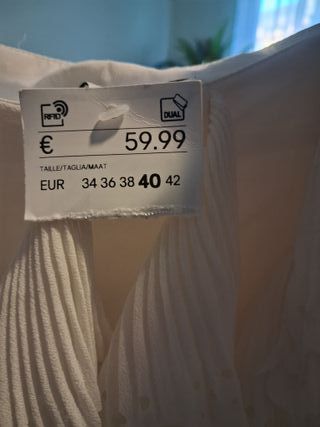 RFID DUAL
€ 59.99
TAILLE/TAGLIA/MAAT
EUR 34 36 38 40 42